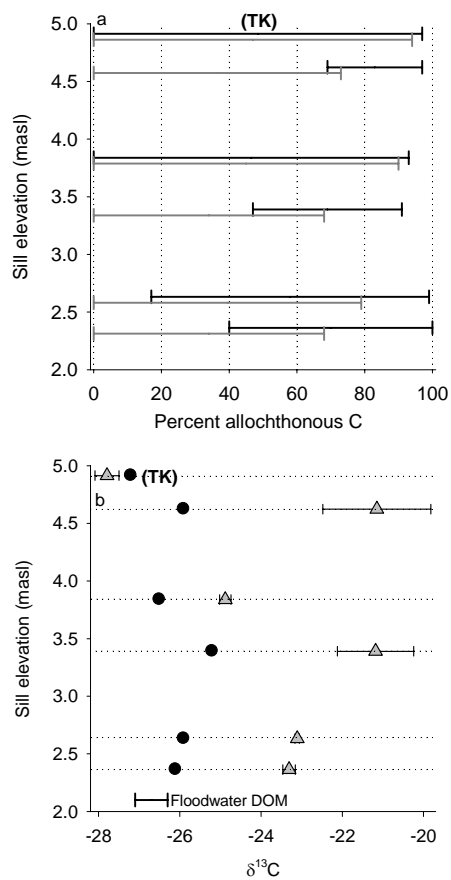 a
(TK)
5.0
4.5
4.0
3.5
3.0
2.5
2.0
Sill elevation (masl)
0 20 40 60 80 100
Percent allochthonous C
b
(TK)
5.0
4.5
4.0
3.5
3.0
2.5
2.0
Sill elevation (masl)
Floodwater DOM
-28 -26 -24 -22 -20
δ¹³C